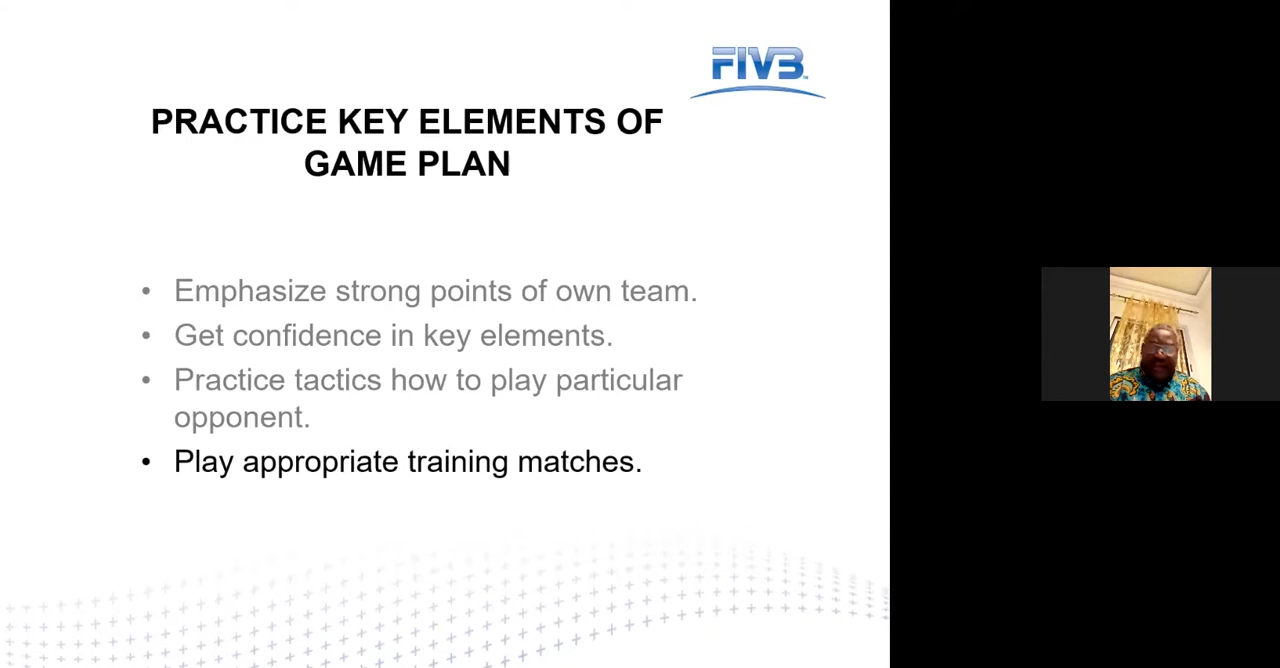 FIVB
PRACTICE KEY ELEMENTS OF
GAME PLAN
• Emphasize strong points of own team.
• Get confidence in key elements.
• Practice tactics how to play particular
opponent.
• Play appropriate training matches.